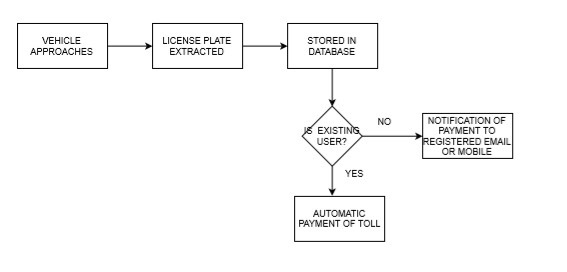 VEHICLE
APPROACHES
LICENSE PLATE
EXTRACTED
STORED IN
DATABASE
IS EXISTING
USER?
NO
NOTIFICATION OF
PAYMENT TO
REGISTERED EMAIL
OR MOBILE
YES
AUTOMATIC
PAYMENT OF TOLL